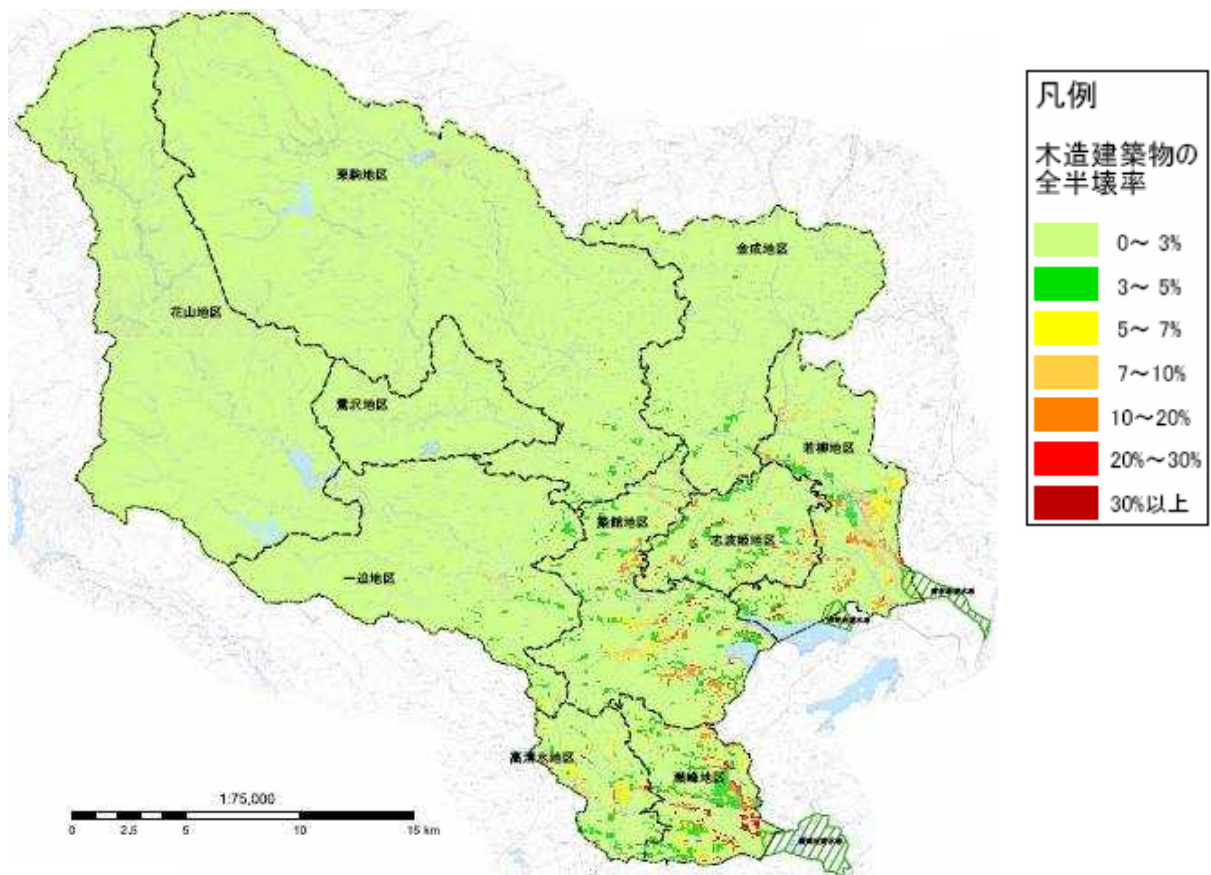 凡例
木造建築物の
全半壊率
0～ 3%
3～ 5%
5～ 7%
7～10%
10～20%
20%～30%
30%以上
栗駒地区
金成地区
花山地区
鶯沢地区
若柳地区
築館地区
志波姫地区
一迫地区
高清水地区
瀬峰地区
1:75,000
0 2.5 5 10 15 km